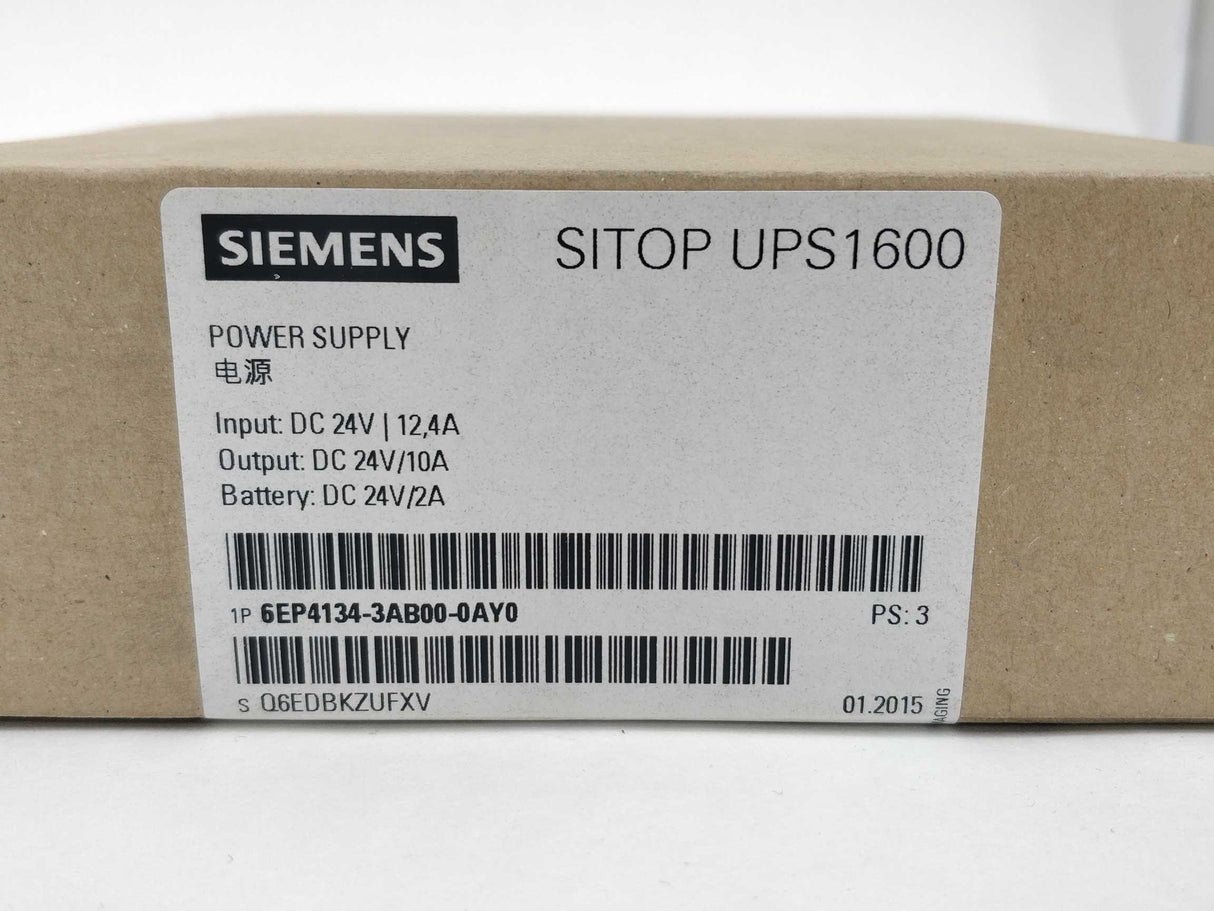 SIEMENS SITOP UPS1600
POWER SUPPLY
电源
Input: DC 24V | 12,4A
Output: DC 24V/10A
Battery: DC 24V/2A
1P 6EP4134-3AB00-0AY0 PS: 3
S Q6EDBKZUFXV 01.2015